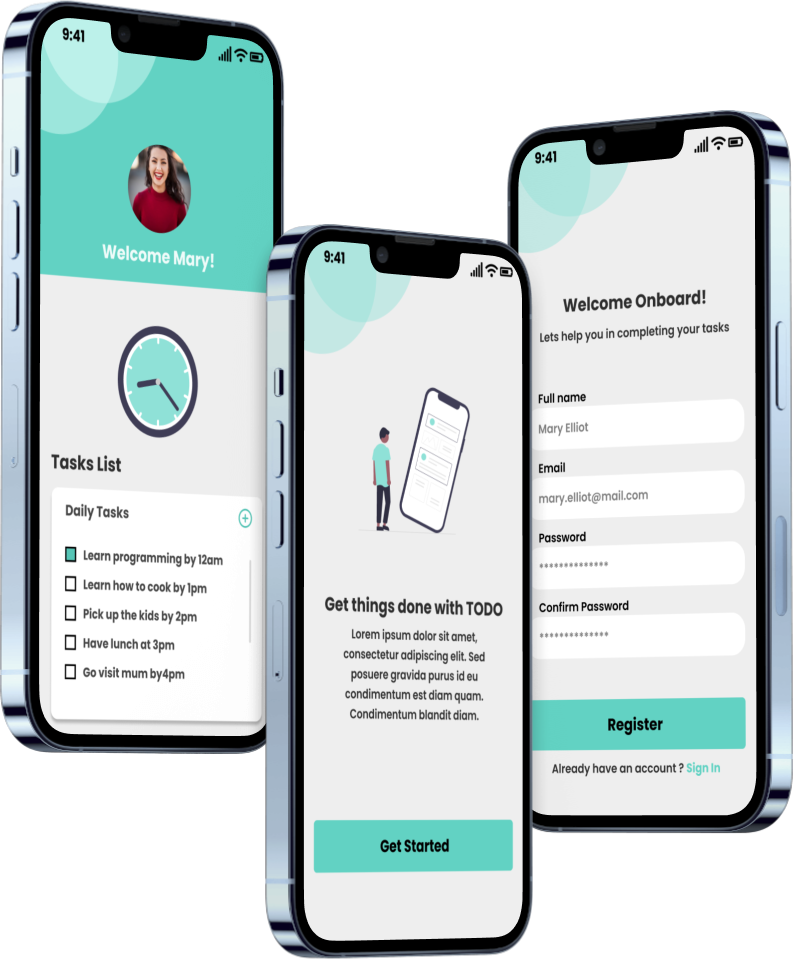 9:41
Welcome Mary!
Tasks List
Daily Tasks
Learn programming by 12am
Learn how to cook by 1pm
Pick up the kids by 2pm
Have lunch at 3pm
Go visit mum by4pm
9:41
Get things done with TODO
Lorem ipsum dolor sit amet,
consectetur adipiscing elit. Sed
posuere gravida purus id eu
condimentum est diam quam.
Condimentum blandit diam.
Get Started
9:41
Welcome Onboard!
Lets help you in completing your tasks
Full name
Mary Elliot
Email
mary.elliot@mail.com
Password
**************
Confirm Password
**************
Register
Already have an account ? Sign In